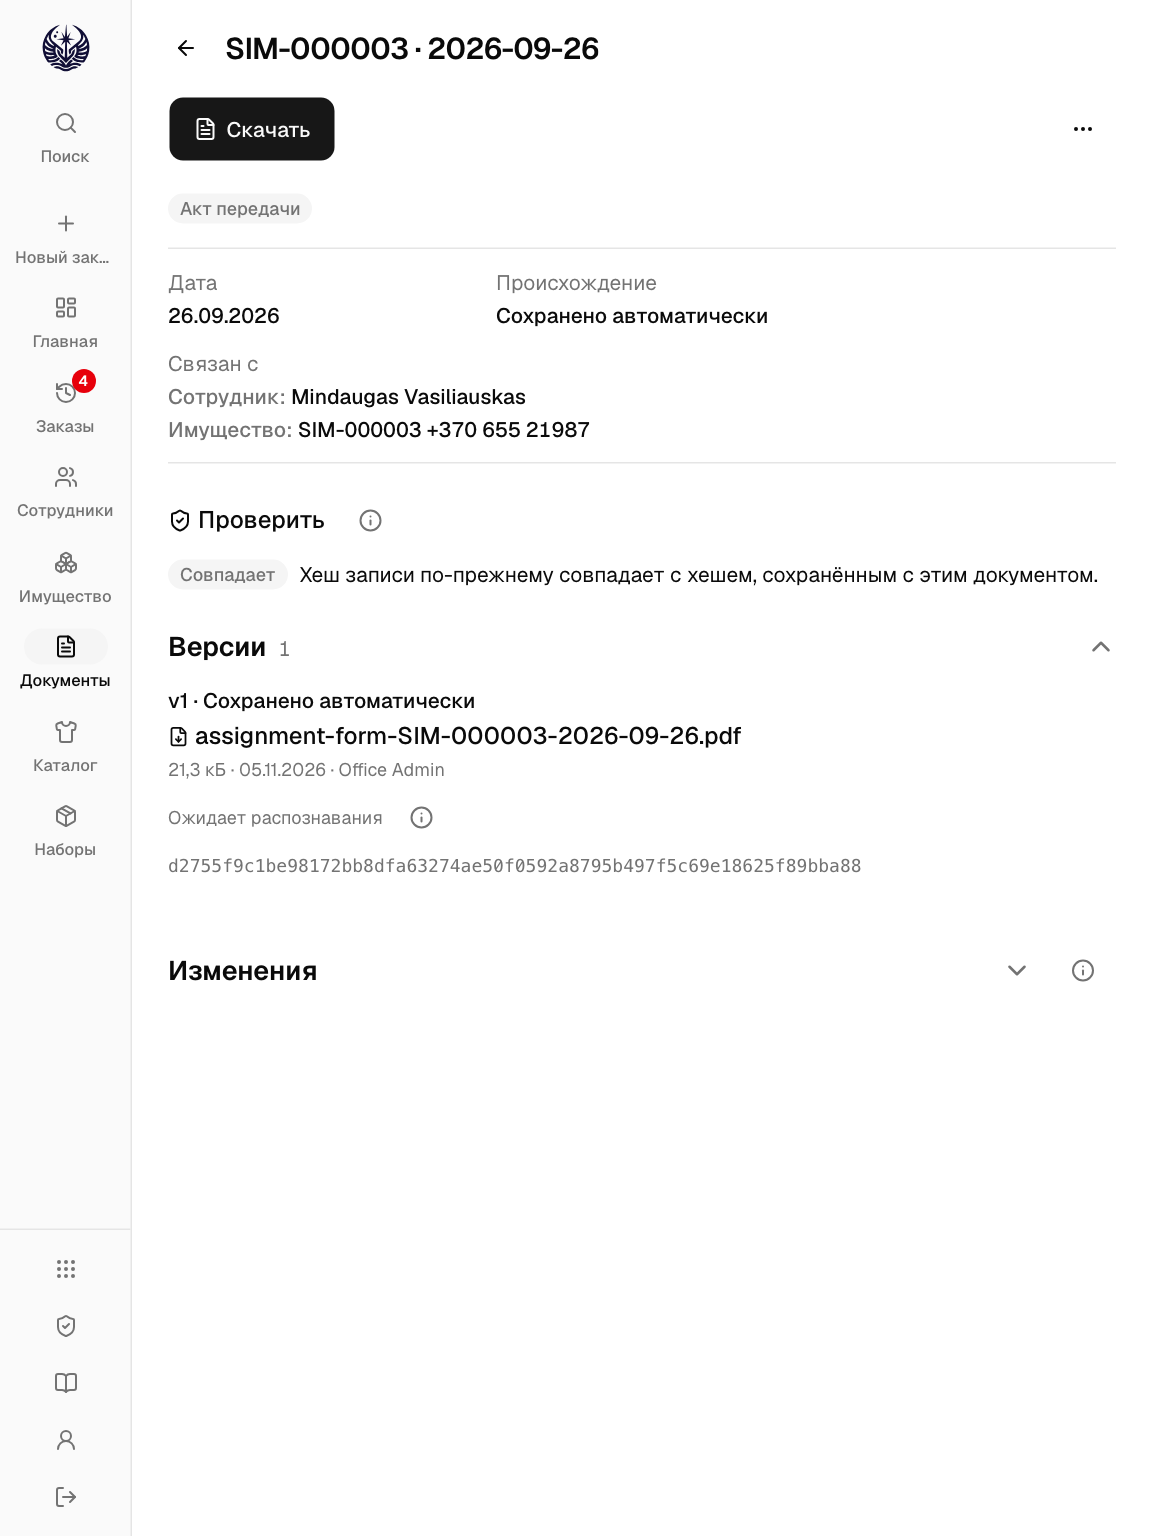 Поиск
Новый зак...
Главная
4
Заказы
Сотрудники
Имущество
Документы
Каталог
Наборы
SIM-000003 · 2026-09-26
Скачать
Акт передачи
Дата
26.09.2026
Происхождение
Сохранено автоматически
Связан с
Сотрудник: Mindaugas Vasiliauskas
Имущество: SIM-000003 +370 655 21987
Проверить
Совпадает Хеш записи по-прежнему совпадает с хешем, сохранённым с этим документом.
Версии 1
v1 · Сохранено автоматически
assignment-form-SIM-000003-2026-09-26.pdf
21,3 кБ · 05.11.2026 · Office Admin
Ожидает распознавания
d2755f9c1be98172bb8dfa63274ae50f0592a8795b497f5c69e18625f89bba88
Изменения